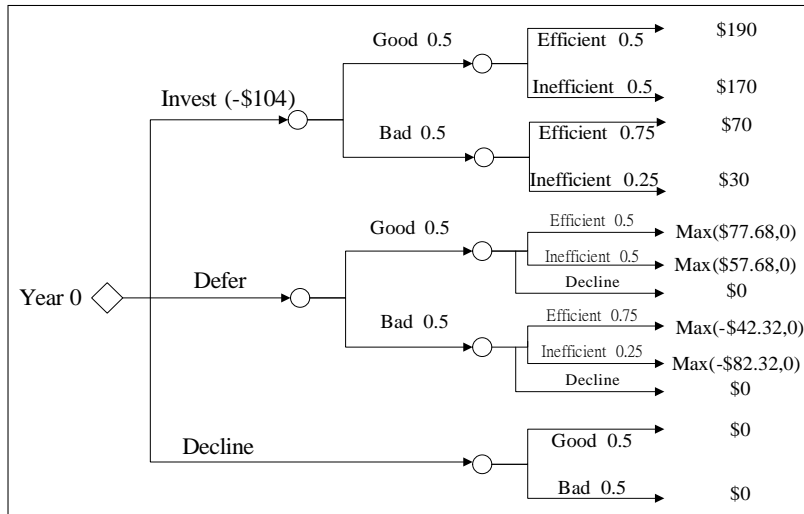 Good 0.5
Efficient 0.5
$190
Inefficient 0.5
$170
Invest (-$104)
Bad 0.5
Efficient 0.75
$70
Inefficient 0.25
$30
Year 0
Defer
Good 0.5
Efficient 0.5
Max($77.68,0)
Inefficient 0.5
Max($57.68,0)
Decline
$0
Bad 0.5
Efficient 0.75
Max(-$42.32,0)
Inefficient 0.25
Max(-$82.32,0)
Decline
$0
Decline
Good 0.5
$0
Bad 0.5
$0